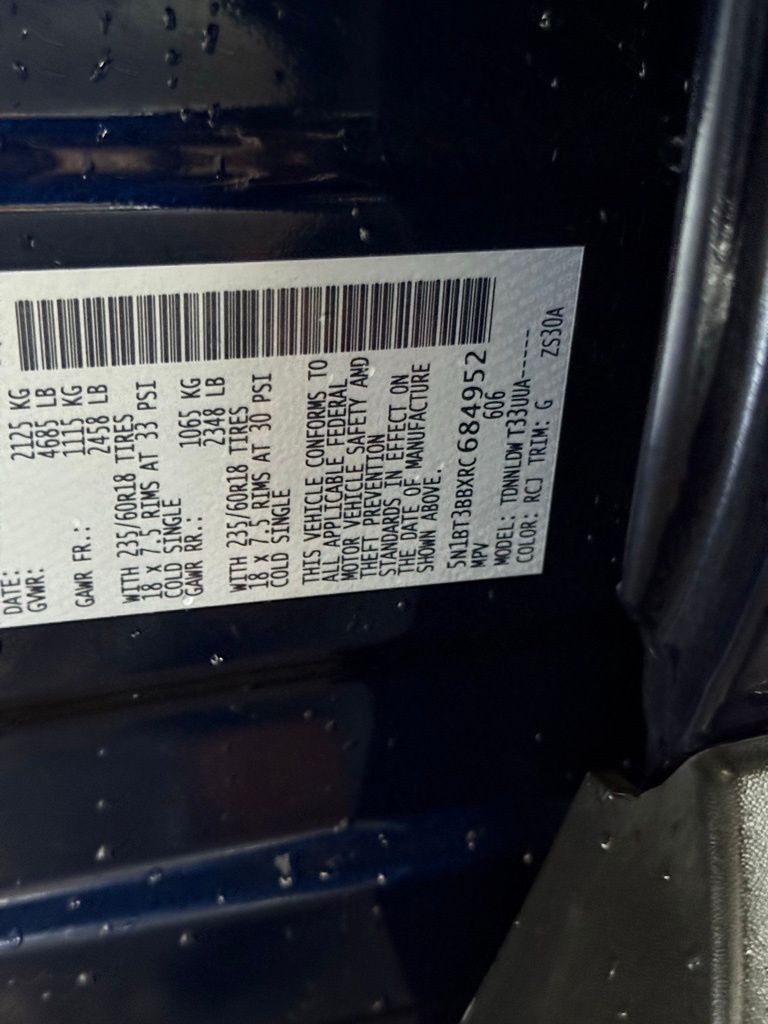 DATE:
GVWR: 2125 KG
4685 LB
GAWR FR.: 1115 KG
2458 LB
WITH 235/60R18 TIRES
18 X 7.5 RIMS AT 33 PSI
COLD SINGLE
GAWR RR.: 1065 KG
2348 LB
WITH 235/60R18 TIRES
18 X 7.5 RIMS AT 30 PSI
COLD SINGLE
THIS VEHICLE CONFORMS TO
ALL APPLICABLE FEDERAL
MOTOR VEHICLE SAFETY AND
THEFT PREVENTION
STANDARDS IN EFFECT ON
THE DATE OF MANUFACTURE
SHOWN ABOVE..
5N1BT3BBXRC684952
MPV 606
MODEL: TDNNLDW T33UUA-----
COLOR: RCJ TRIM: G ZS30A